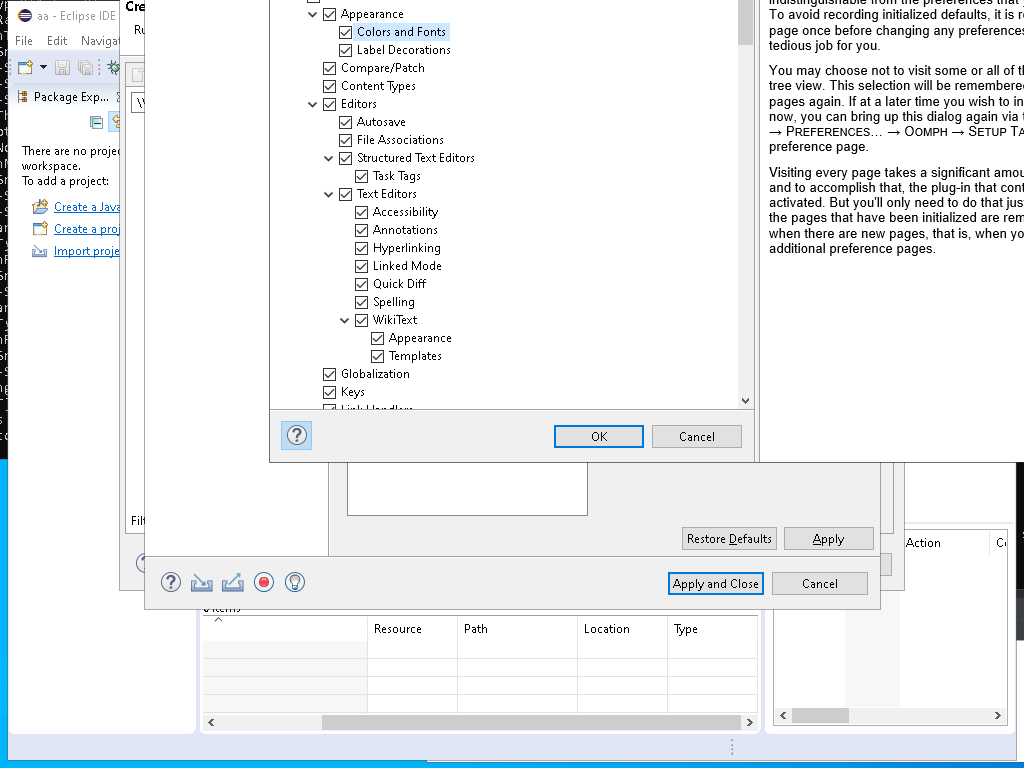 aa - Eclipse IDE
File Edit Navigat
Package Exp...
There are no proje
workspace.
To add a project:
Create a Java
Create a proj
Import proje
Cre
Ru
Appearance
Colors and Fonts
Label Decorations
Compare/Patch
Content Types
Editors
Autosave
File Associations
Structured Text Editors
Task Tags
Text Editors
Accessibility
Annotations
Hyperlinking
Linked Mode
Quick Diff
Spelling
WikiText
Appearance
Templates
Globalization
Keys
Link Handlers
OK
Cancel
indistinguishable from the preferences that y
To avoid recording initialized defaults, it is r
page once before changing any preferences
tedious job for you.
You may choose not to visit some or all of th
tree view. This selection will be remembered
pages again. If at a later time you wish to in
now, you can bring up this dialog again via t
→ PREFERENCES... → OOMPH → SETUP TA
preference page.
Visiting every page takes a significant amou
and to accomplish that, the plug-in that cont
activated. But you'll only need to do that jus
the pages that have been initialized are rem
when there are new pages, that is, when yo
additional preference pages.
Filt
Restore Defaults
Apply
Apply and Close
Cancel
0 items
Resource
Path
Location
Type
Action